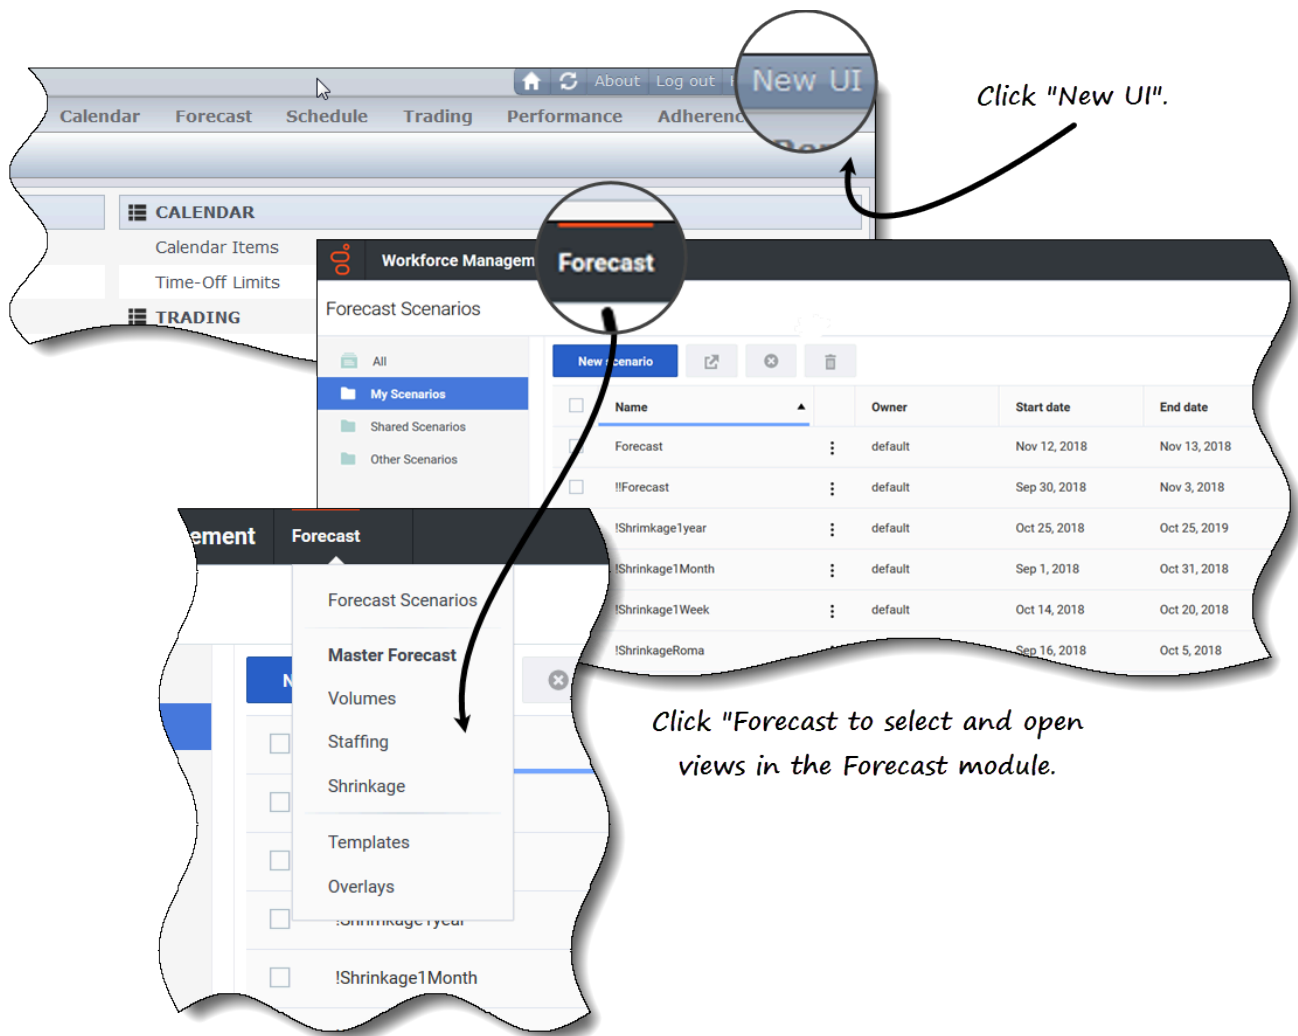 About Log out New UI
Click "New UI".
Calendar Forecast Schedule Trading Performance Adherenc
CALENDAR
Calendar Items
Time-Off Limits
TRADING
Workforce Managem Forecast
Forecast Scenarios
All
My Scenarios
Shared Scenarios
Other Scenarios
New scenario
Name Owner Start date End date
Forecast default Nov 12, 2018 Nov 13, 2018
!!Forecast default Sep 30, 2018 Nov 3, 2018
!Shrimkage1year default Oct 25, 2018 Oct 25, 2019
!Shrinkage1Month default Sep 1, 2018 Oct 31, 2018
!Shrinkage1Week default Oct 14, 2018 Oct 20, 2018
!ShrinkageRoma Sep 16, 2018 Oct 5, 2018
ement Forecast
Forecast Scenarios
Master Forecast
Volumes
Staffing
Shrinkage
Templates
Overlays
!Shrimkage1year
!Shrinkage1Month
Click "Forecast to select and open
views in the Forecast module.